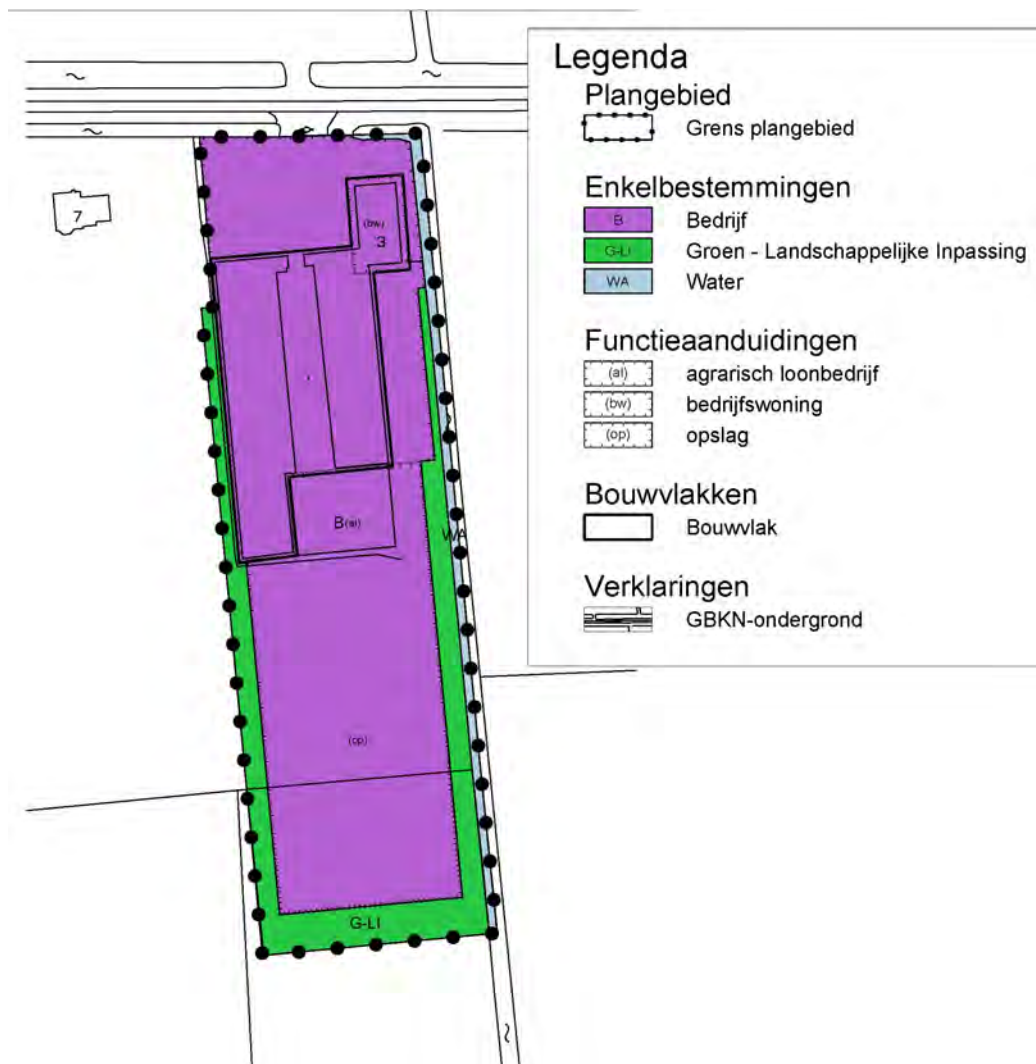 Legenda
Plangebied
Grens plangebied
Enkelbestemmingen
B Bedrijf
G-LI Groen - Landschappelijke Inpassing
WA Water
Functieaanduidingen
(al) agrarisch loonbedrijf
(bw) bedrijfswoning
(op) opslag
Bouwvlakken
Bouwvlak
Verklaringen
GBKN-ondergrond
7
(bw)
3
B(al)
WA
(op)
G-LI